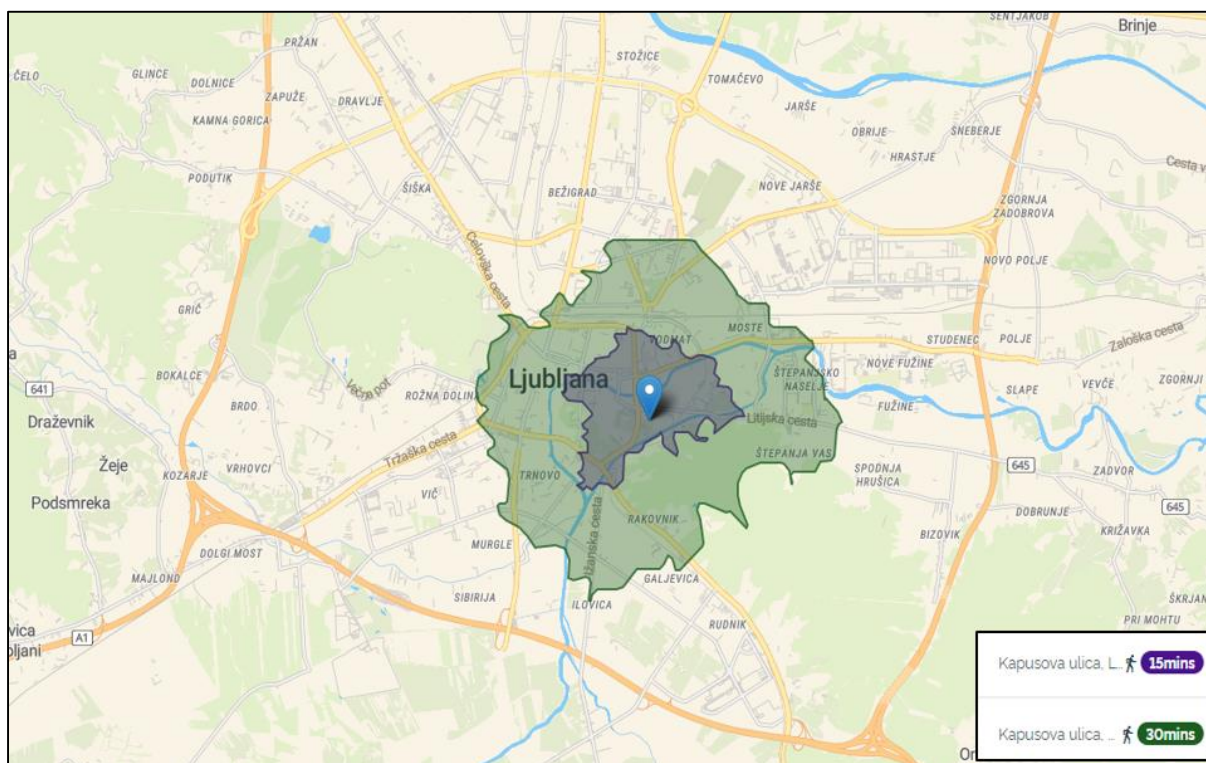 SENTJAKOB
Brinje
PRŽAN
STOŽICE
ČELO
GLINCE
DOLNICE
TOMAČEVO
ZAPUŽE
DRAVLJE
JARŠE
KAMNA GORICA
OBRIJE
SNEBERJE
HRASTJE
Cesta v
PODUTIK
ŠIŠKA
BEŽIGRAD
NOVE JARŠE
ZGORNJA
ZADOBROVA
Celovška cesta
NOVO POLJE
GRIČ
MOSTE
VODMAT
STUDENEC
POLJE
Zaloška cesta
NOVE FUŽINE
BOKALCE
Večna pot
Ljubljana
ŠTEPANJSKO
NASELJE
SLAPE
VEVČE
ZGORNJI
641
ROŽNA DOLINA
BRDO
FUŽINE
Draževnik
Litijska cesta
Tržaška cesta
ŠTEPANJA VAS
Žeje
KOZARJE
VRHOVCI
TRNOVO
SPODNJA
HRUŠICA
645
ZADVOR
VIČ
Podsmreka
645
DOBRUNJE
RAKOVNIK
KRIŽAVKA
Ižanska cesta
BIZOVIK
MURGLE
DOLGI MOST
MAJLOND
GALJEVICA
SIBIRIJA
ILOVICA
ŠKRJAN
RUDNIK
PRI MOHTU
vica
A1
oljani
Kapusova ulica, L... 15mins
Kapusova ulica, ... 30mins
Or